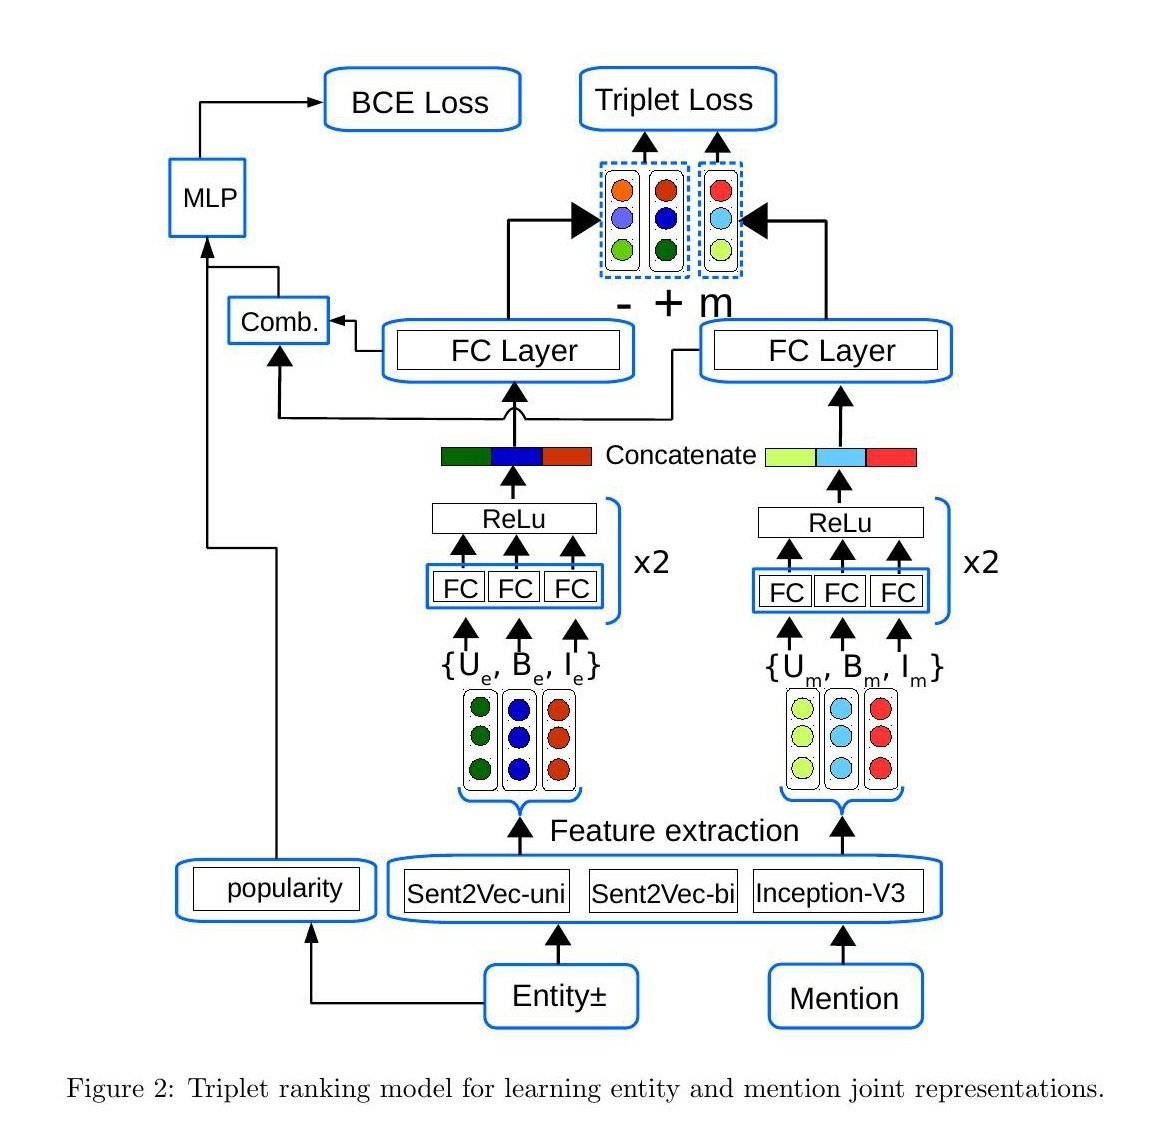 BCE Loss
Triplet Loss
MLP
- + m
Comb.
FC Layer
FC Layer
Concatenate
ReLu
ReLu
x2
x2
FC FC FC
FC FC FC
{Ue, Be, Ie}
{Um, Bm, Im}
Feature extraction
popularity
Sent2Vec-uni
Sent2Vec-bi
Inception-V3
Entity±
Mention
Figure 2: Triplet ranking model for learning entity and mention joint representations.